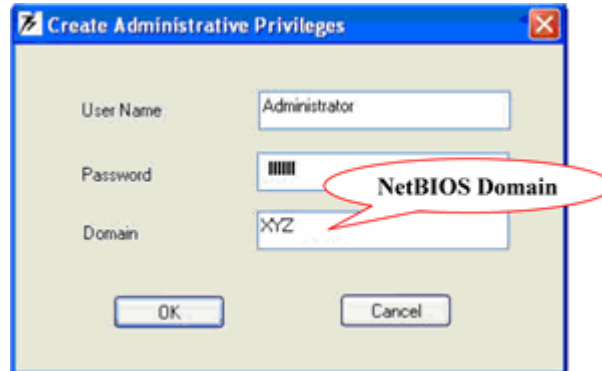 Create Administrative Privileges
User Name
Administrator
Password
NetBIOS Domain
Domain
XYZ
OK
Cancel